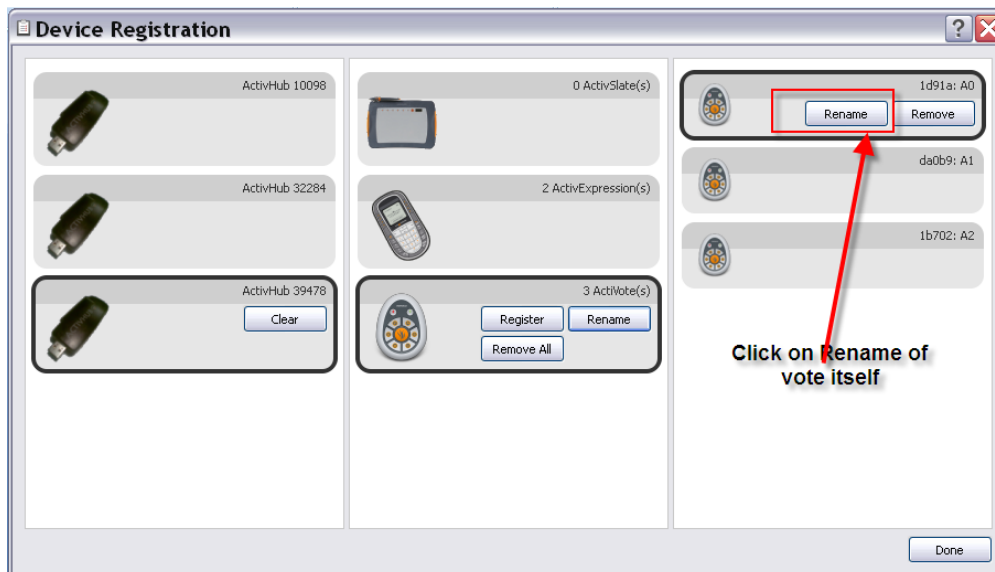 Device Registration
ActivHub 10098
ActivHub 32284
ActivHub 39478
Clear
0 ActivSlate(s)
2 ActivExpression(s)
3 ActiVote(s)
Register Rename
Remove All
1d91a: A0
Rename Remove
da0b9: A1
1b702: A2
Click on Rename of
vote itself
Done